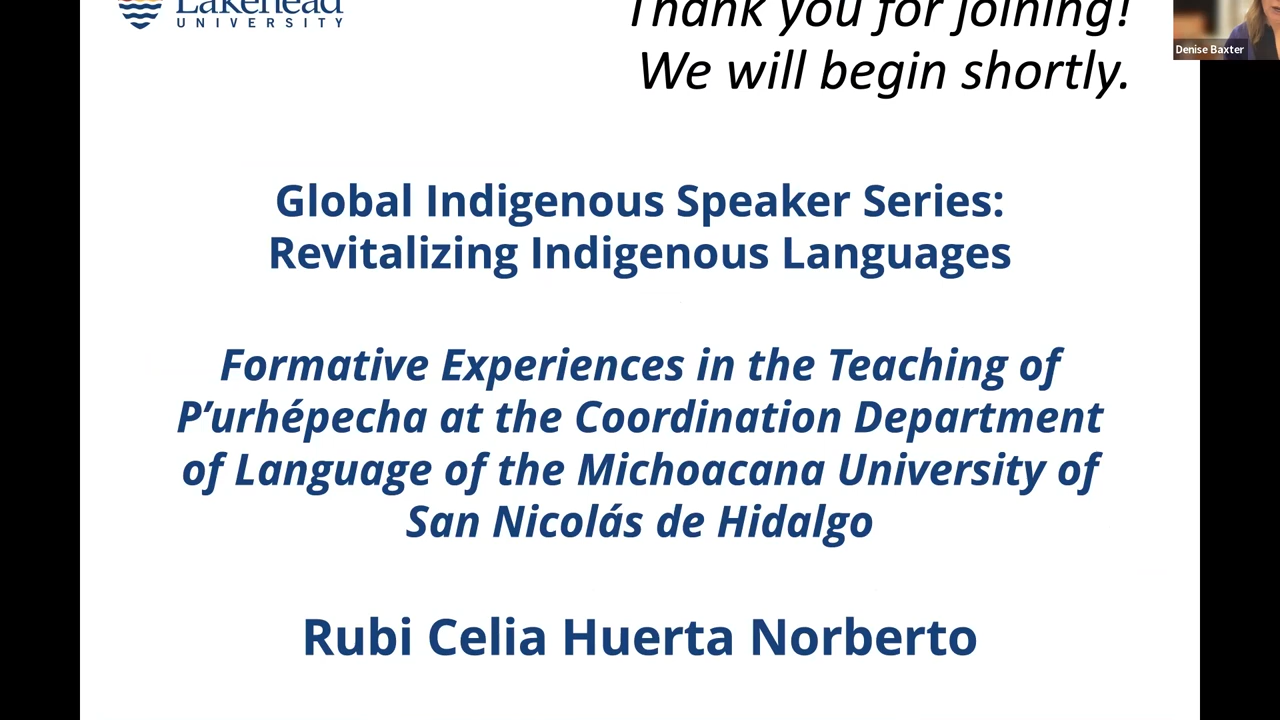 Lakehead
UNIVERSITY
Thank you for joining!
We will begin shortly.
Denise Baxter
Global Indigenous Speaker Series:
Revitalizing Indigenous Languages
Formative Experiences in the Teaching of
P’urhépecha at the Coordination Department
of Language of the Michoacana University of
San Nicolás de Hidalgo
Rubi Celia Huerta Norberto